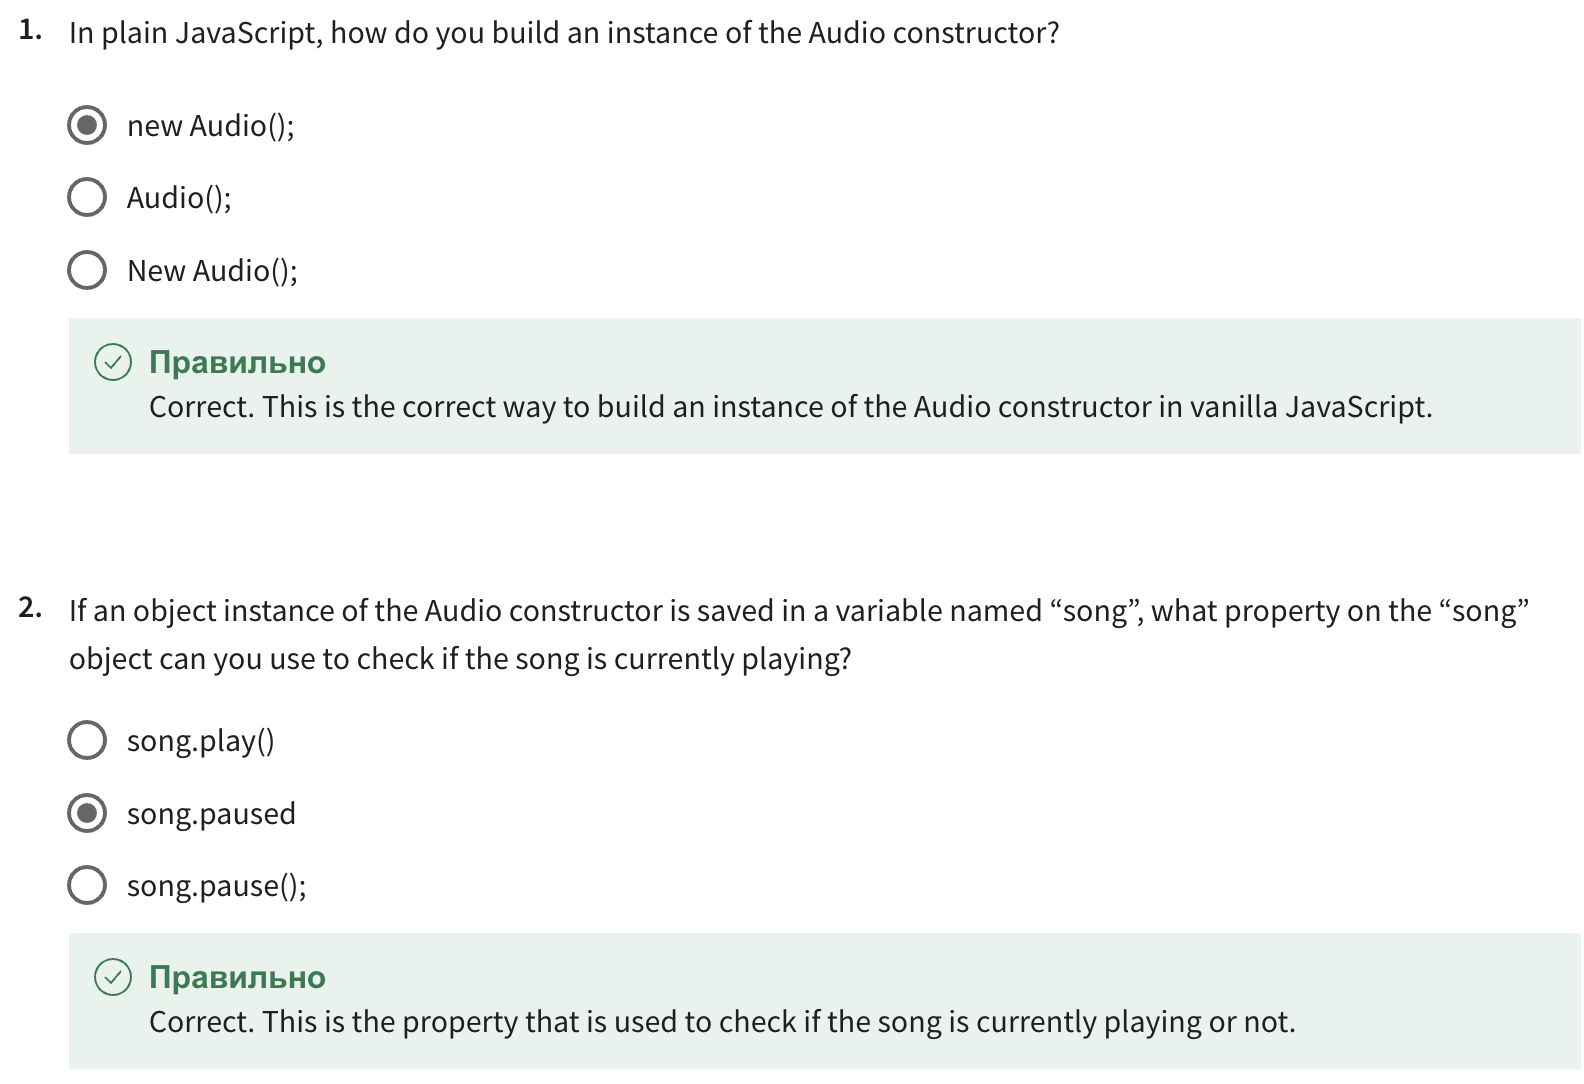 1. In plain JavaScript, how do you build an instance of the Audio constructor?
new Audio();
Audio();
New Audio();
Правильно
Correct. This is the correct way to build an instance of the Audio constructor in vanilla JavaScript.
2. If an object instance of the Audio constructor is saved in a variable named “song”, what property on the “song”
object can you use to check if the song is currently playing?
song.play()
song.paused
song.pause();
Правильно
Correct. This is the property that is used to check if the song is currently playing or not.